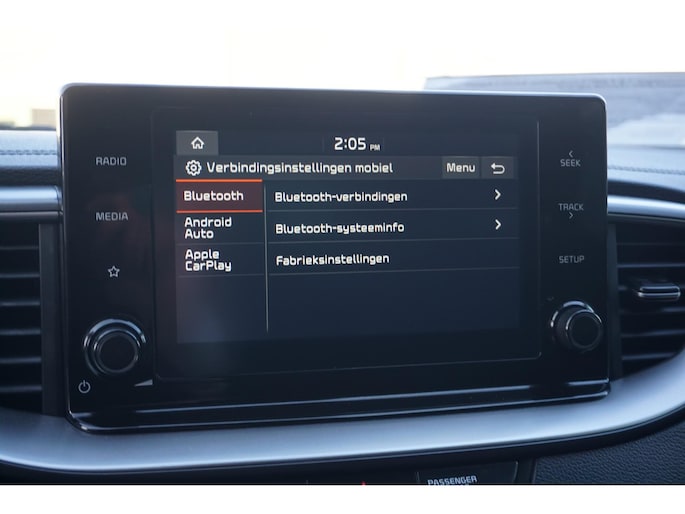 2:05 PM
Verbindingsinstellingen mobiel
Menu
Bluetooth
Android
Auto
Apple
CarPlay
Bluetooth-verbindingen
Bluetooth-systeeminfo
Fabrieksinstellingen
RADIO
MEDIA
SEEK
TRACK
SETUP
PASSENGER